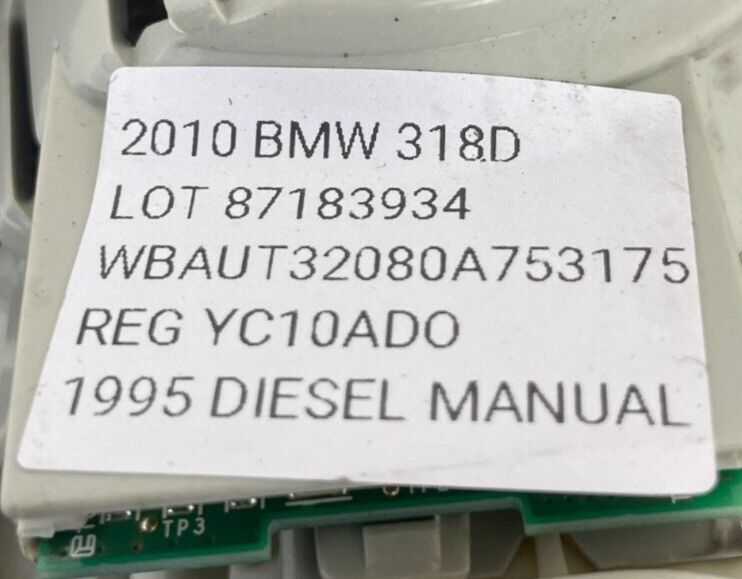 2010 BMW 318D
LOT 87183934
WBAUT32080A753175
REG YC10ADO
1995 DIESEL MANUAL
TP3